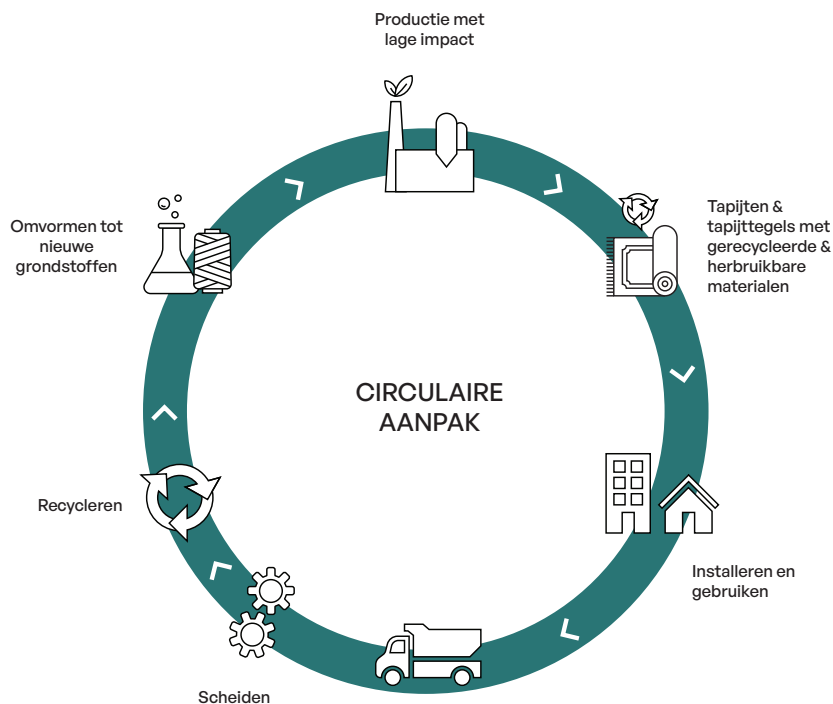 Productie met
lage impact
Tapijten &
tapijttegels met
gerecycleerde &
herbruikbare
materialen
Omvormen tot
nieuwe
grondstoffen
CIRCULAIRE
AANPAK
Recycleren
Installeren en
gebruiken
Scheiden